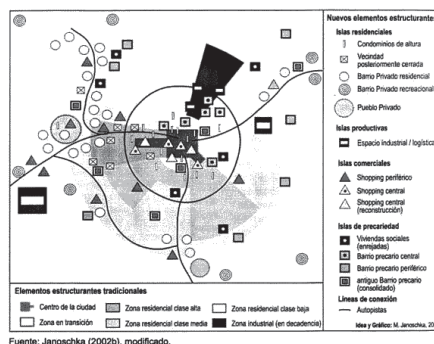 Nuevos elementos estructurantes
Islas residenciales
Condominios de altura
Vecindad
posteriormente cerrada
Barrio Privado residencial
Barrio Privado recreacional
Pueblo Privado
Islas productivas
Espacio industrial / logística
Islas comerciales
Shopping periférico
Shopping central
Shopping central
(reconstrucción)
Islas de precariedad
Viviendas sociales
(enrejadas)
Barrio precario central
Barrio precario periférico
antiguo Barrio precario
(consolidado)
Líneas de conexión
Autopistas
Idea y Gráfico: M. Janoschka, 20
Elementos estructurantes tradicionales
Centro de la ciudad
Zona residencial clase alta
Zona residencial clase baja
Zona en transición
Zona residencial clase media
Zona industrial (en decadencia)
Fuente: Janoschka (2002b), modificado.